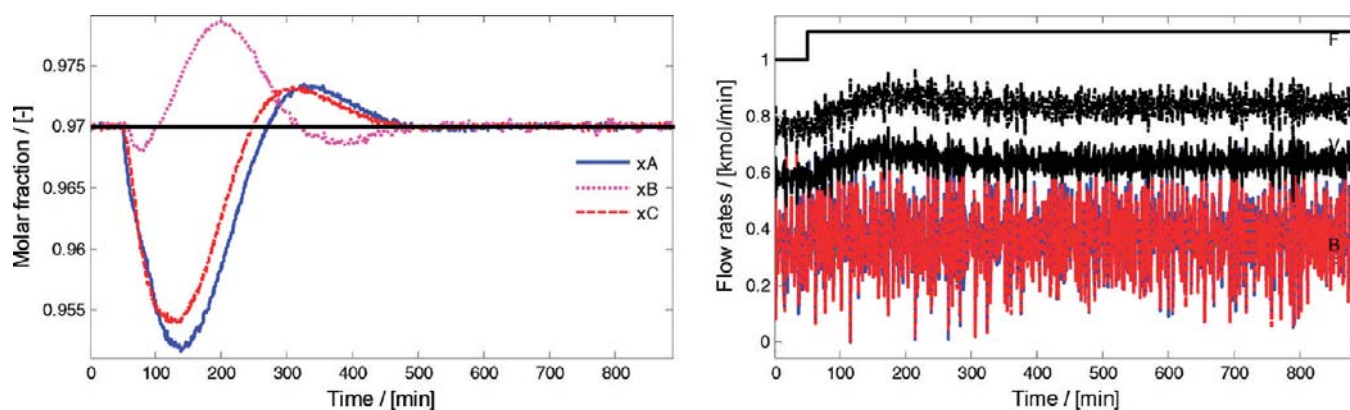 Molar fraction / [-]
0.975
0.97
0.965
0.96
0.955
0 100 200 300 400 500 600 700 800
Time / [min]
xA
xB
xC
Flow rates / [kmol/min]
1
0.8
0.6
0.4
0.2
0
0 100 200 300 400 500 600 700 800
Time / [min]
F
B